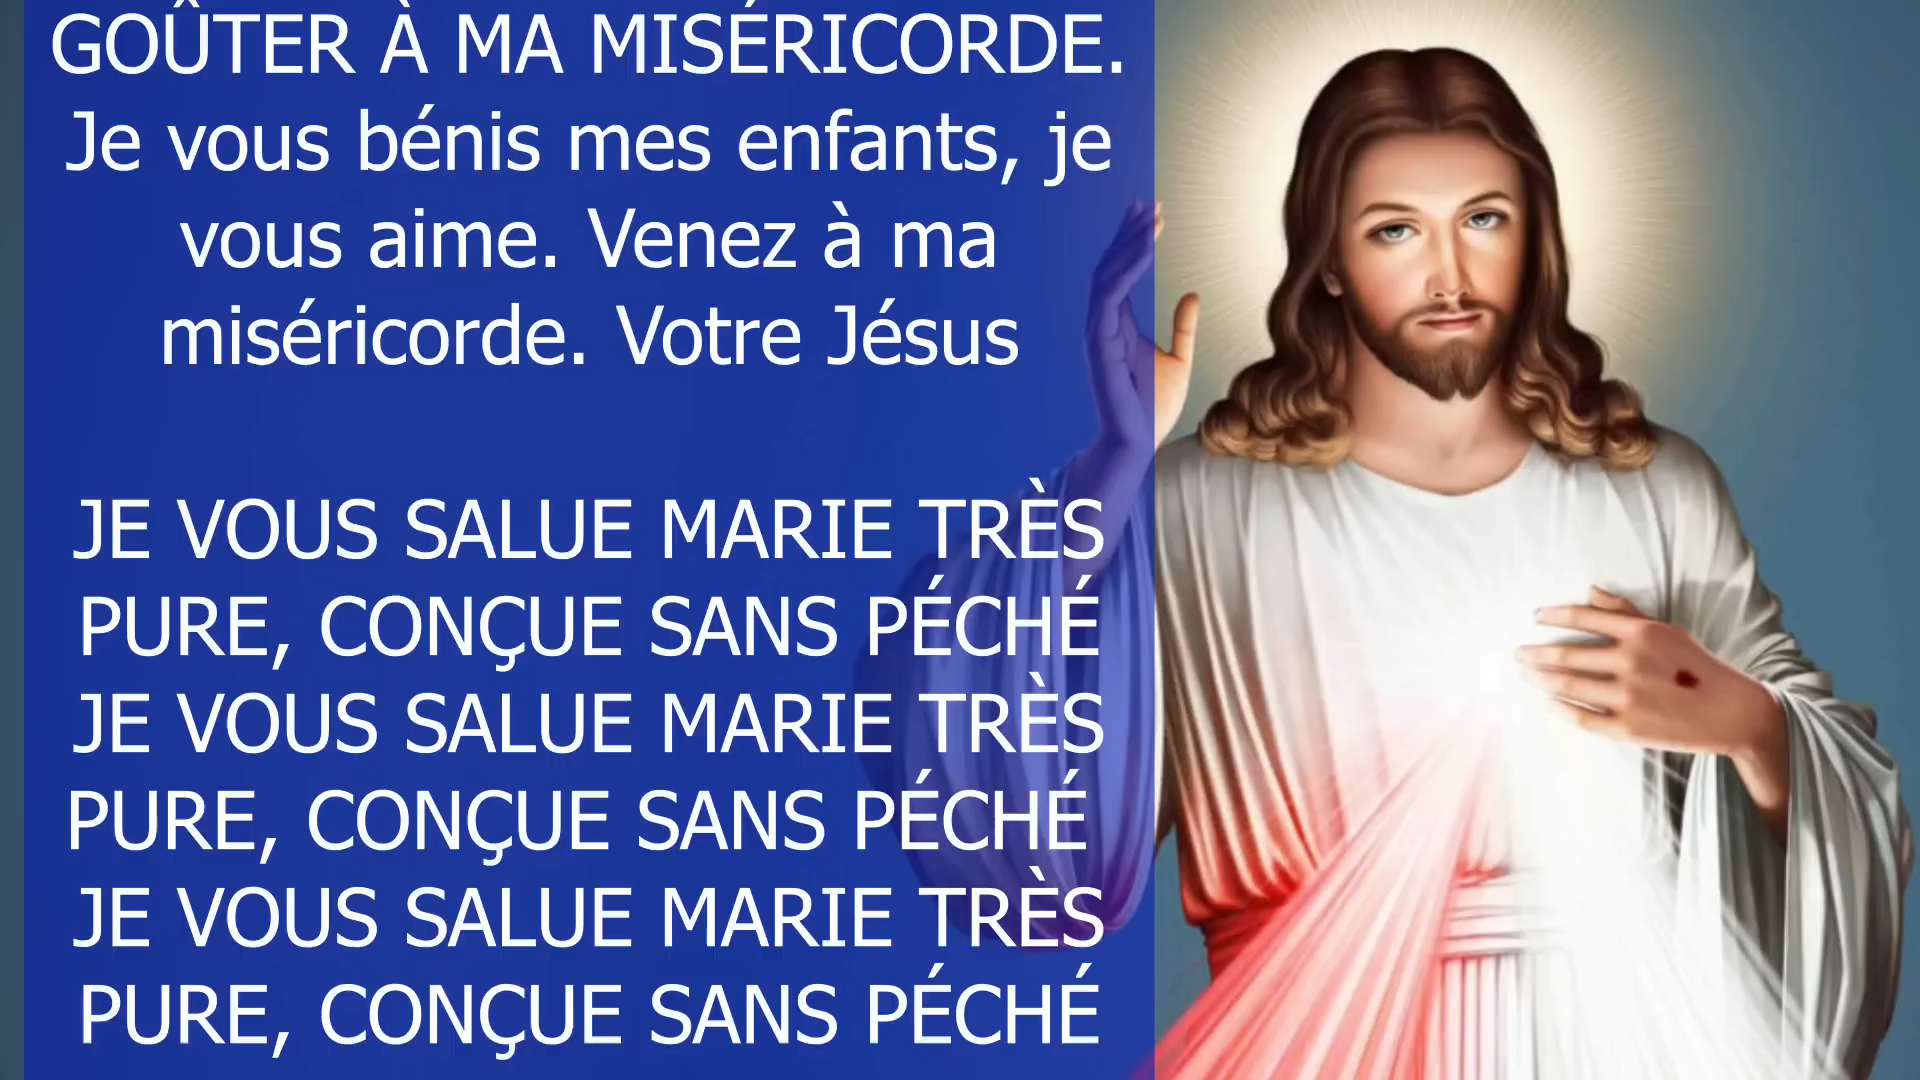 GOÛTER À MA MISÉRICORDE.
Je vous bénis mes enfants, je
vous aime. Venez à ma
miséricorde. Votre Jésus
JE VOUS SALUE MARIE TRÈS
PURE, CONÇUE SANS PÉCHÉ
JE VOUS SALUE MARIE TRÈS
PURE, CONÇUE SANS PÉCHÉ
JE VOUS SALUE MARIE TRÈS
PURE, CONÇUE SANS PÉCHÉ